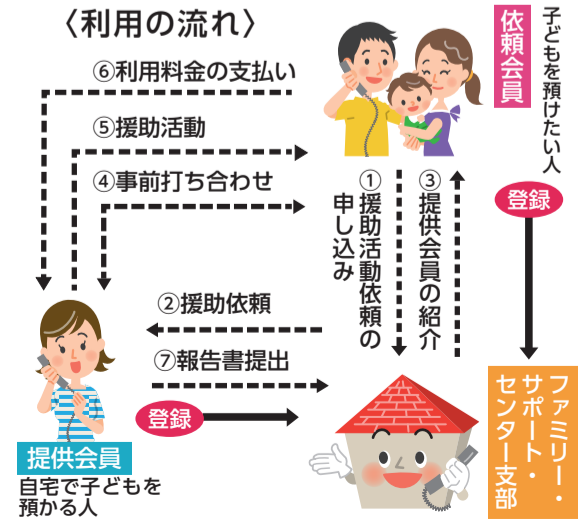 〈利用の流れ〉
⑥利用料金の支払い
⑤援助活動
④事前打ち合わせ
依頼会員
子どもを預けたい人
登録
①援助活動依頼の
申し込み
③提供会員の紹介
②援助依頼
⑦報告書提出
登録
提供会員
自宅で子どもを
預かる人
ファミリー・
サポート・
センター支部